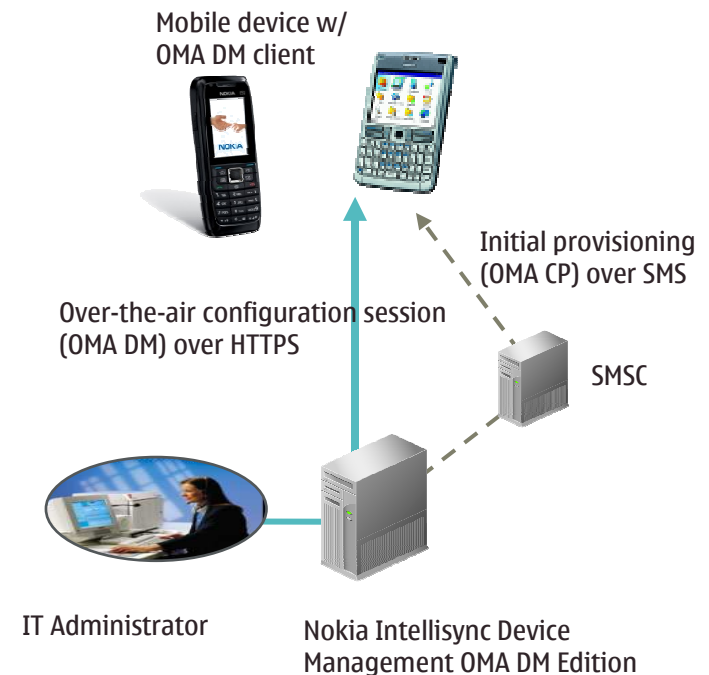 Mobile device w/
OMA DM client
NOKIA
Initial provisioning
(OMA CP) over SMS
Over-the-air configuration session
(OMA DM) over HTTPS
SMSC
IT Administrator
Nokia Intellisync Device
Management OMA DM Edition